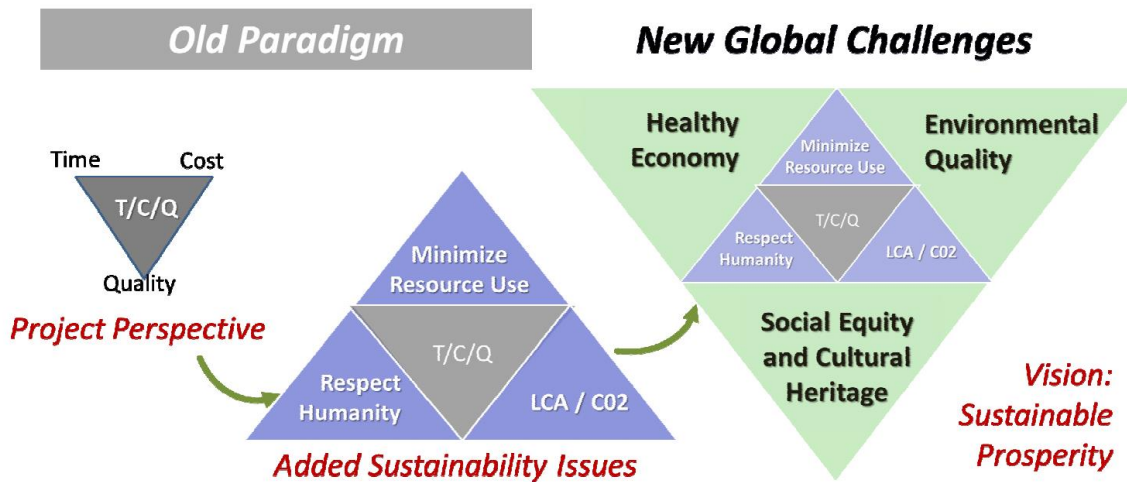 Old Paradigm
New Global Challenges
Time
Cost
T/C/Q
Quality
Project Perspective
Minimize
Resource Use
T/C/Q
Respect
Humanity
LCA / C02
Added Sustainability Issues
Healthy
Economy
Environmental
Quality
Minimize
Resource Use
T/C/Q
Respect
Humanity
LCA / C02
Social Equity
and Cultural
Heritage
Vision:
Sustainable
Prosperity